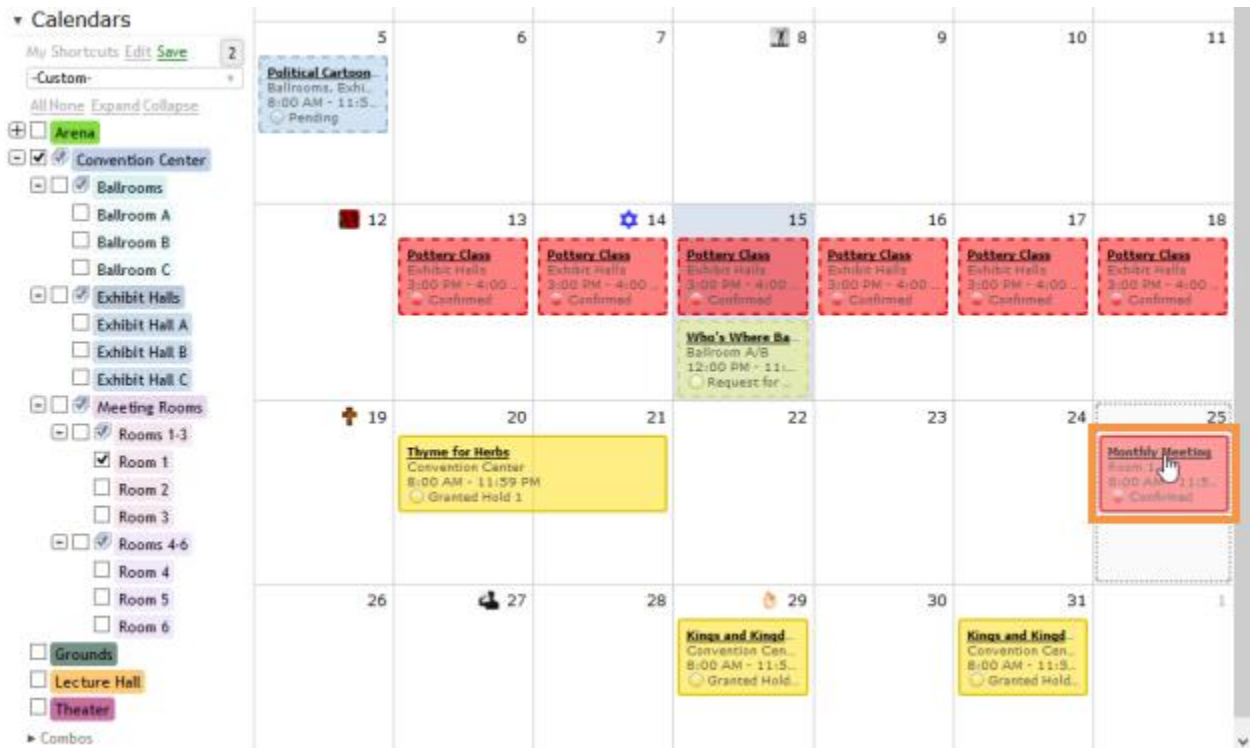 Calendars
My Shortcuts Edit Save 2
-Custom-
All None Expand Collapse
Arena
Convention Center
Ballrooms
Ballroom A
Ballroom B
Ballroom C
Exhibit Halls
Exhibit Hall A
Exhibit Hall B
Exhibit Hall C
Meeting Rooms
Rooms 1-3
Room 1
Room 2
Room 3
Rooms 4-6
Room 4
Room 5
Room 6
Grounds
Lecture Hall
Theater
Combos
5 6 7 8 9 10 11
Political Cartoon
Ballrooms, Exhi..
8:00 AM - 11:5..
Pending
12 13 14 15 16 17 18
Pottery Class
Exhibit Halls
3:00 PM - 4:00 ..
Confirmed
Pottery Class
Exhibit Halls
3:00 PM - 4:00 ..
Confirmed
Pottery Class
Exhibit Halls
3:00 PM - 4:00 ..
Confirmed
Pottery Class
Exhibit Halls
3:00 PM - 4:00 ..
Confirmed
Pottery Class
Exhibit Halls
3:00 PM - 4:00 ..
Confirmed
Pottery Class
Exhibit Halls
3:00 PM - 4:00 ..
Confirmed
Who's Where Ba
Ballroom A/B
12:00 PM - 11:..
Request for ..
19 20 21 22 23 24 25
Thyme for Herbs
Convention Center
8:00 AM - 11:59 PM
Granted Hold 1
Monthly Meeting
Room 1
8:00 AM - 11:5..
Confirmed
26 27 28 29 30 31 1
Kings and Kingd
Convention Cen..
8:00 AM - 11:5..
Granted Hold..
Kings and Kingd
Convention Cen..
8:00 AM - 11:5..
Granted Hold..